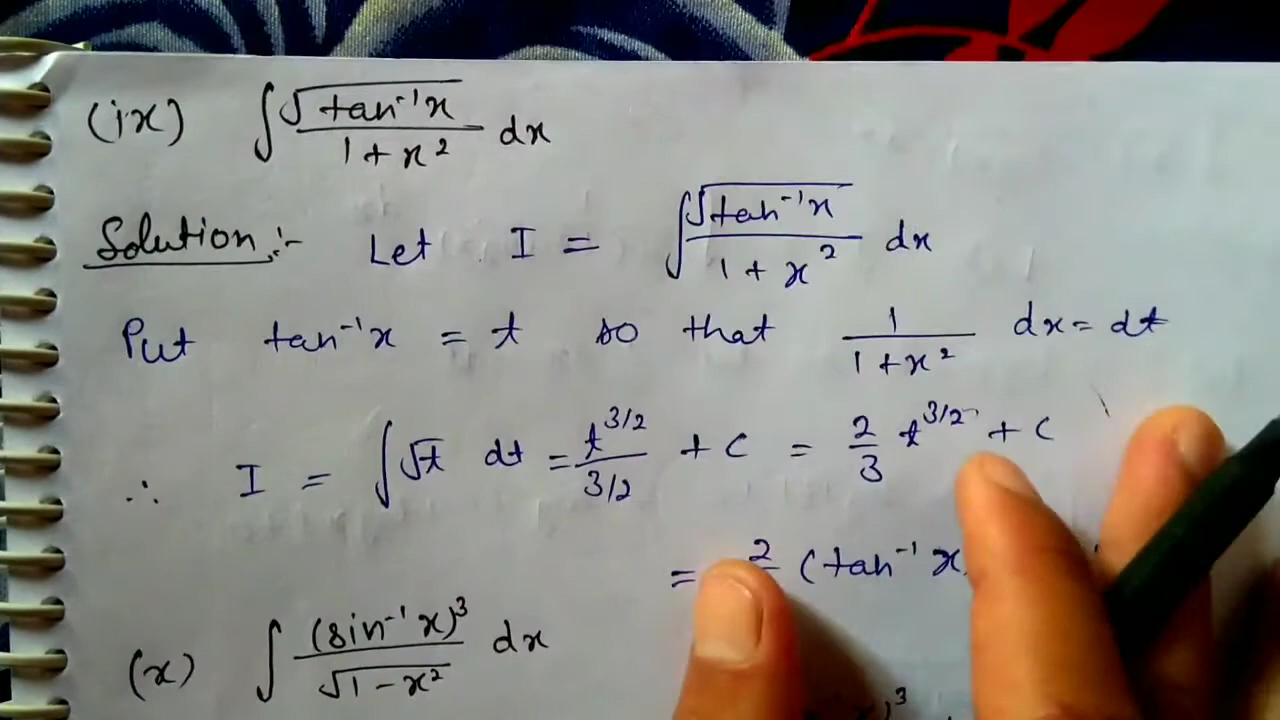 (ix) ∫ √(tan⁻¹x) / (1+x²) dx
Solution:- Let I = ∫ √(tan⁻¹x) / (1+x²) dx
Put tan⁻¹x = t so that 1/(1+x²) dx = dt
∴ I = ∫ √t dt = t^(3/2) / (3/2) + C = 2/3 t^(3/2) + C
= 2 (tan⁻¹ x
(x) ∫ (sin⁻¹x)³ / √(1-x²) dx
)³